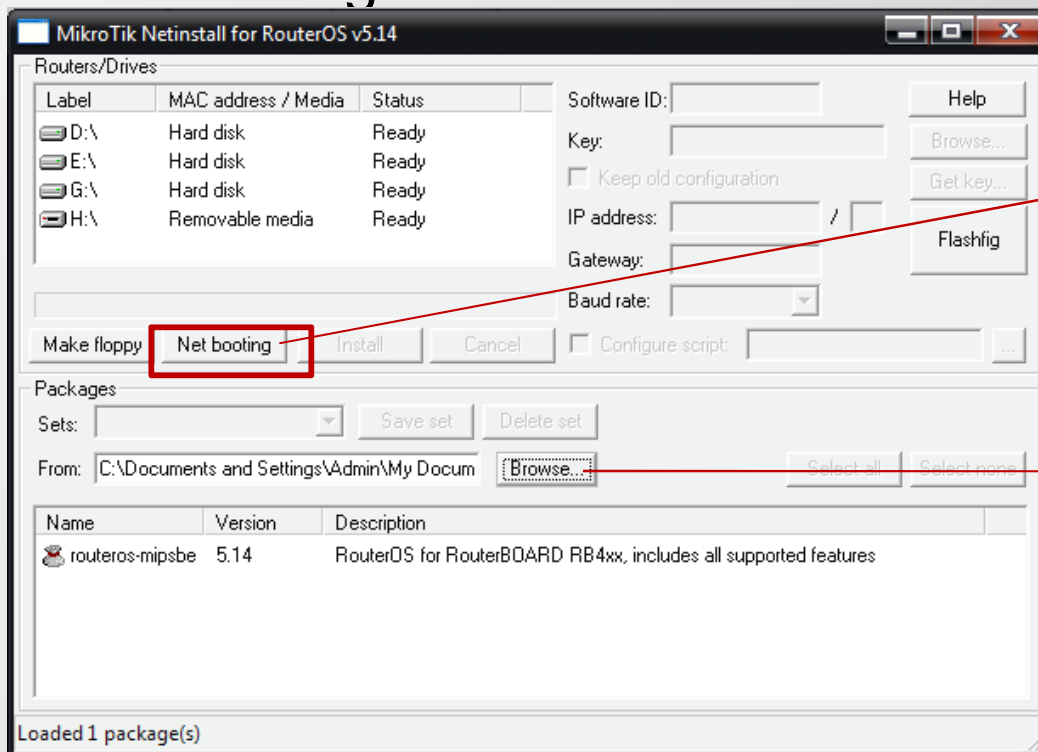 MikroTik Netinstall for RouterOS v5.14
Routers/Drives
Label MAC address / Media Status
D:\ Hard disk Ready
E:\ Hard disk Ready
G:\ Hard disk Ready
H:\ Removable media Ready
Software ID: Help
Key: Browse...
Keep old configuration Get key...
IP address: / Flashfig
Gateway:
Baud rate:
Make floppy Net booting Install Cancel Configure script: ...
Packages
Sets: Save set Delete set
From: C:\Documents and Settings\Admin\My Docum Browse... Select all Select none
Name Version Description
routeros-mipsbe 5.14 RouterOS for RouterBOARD RB4xx, includes all supported features
Loaded 1 package(s)